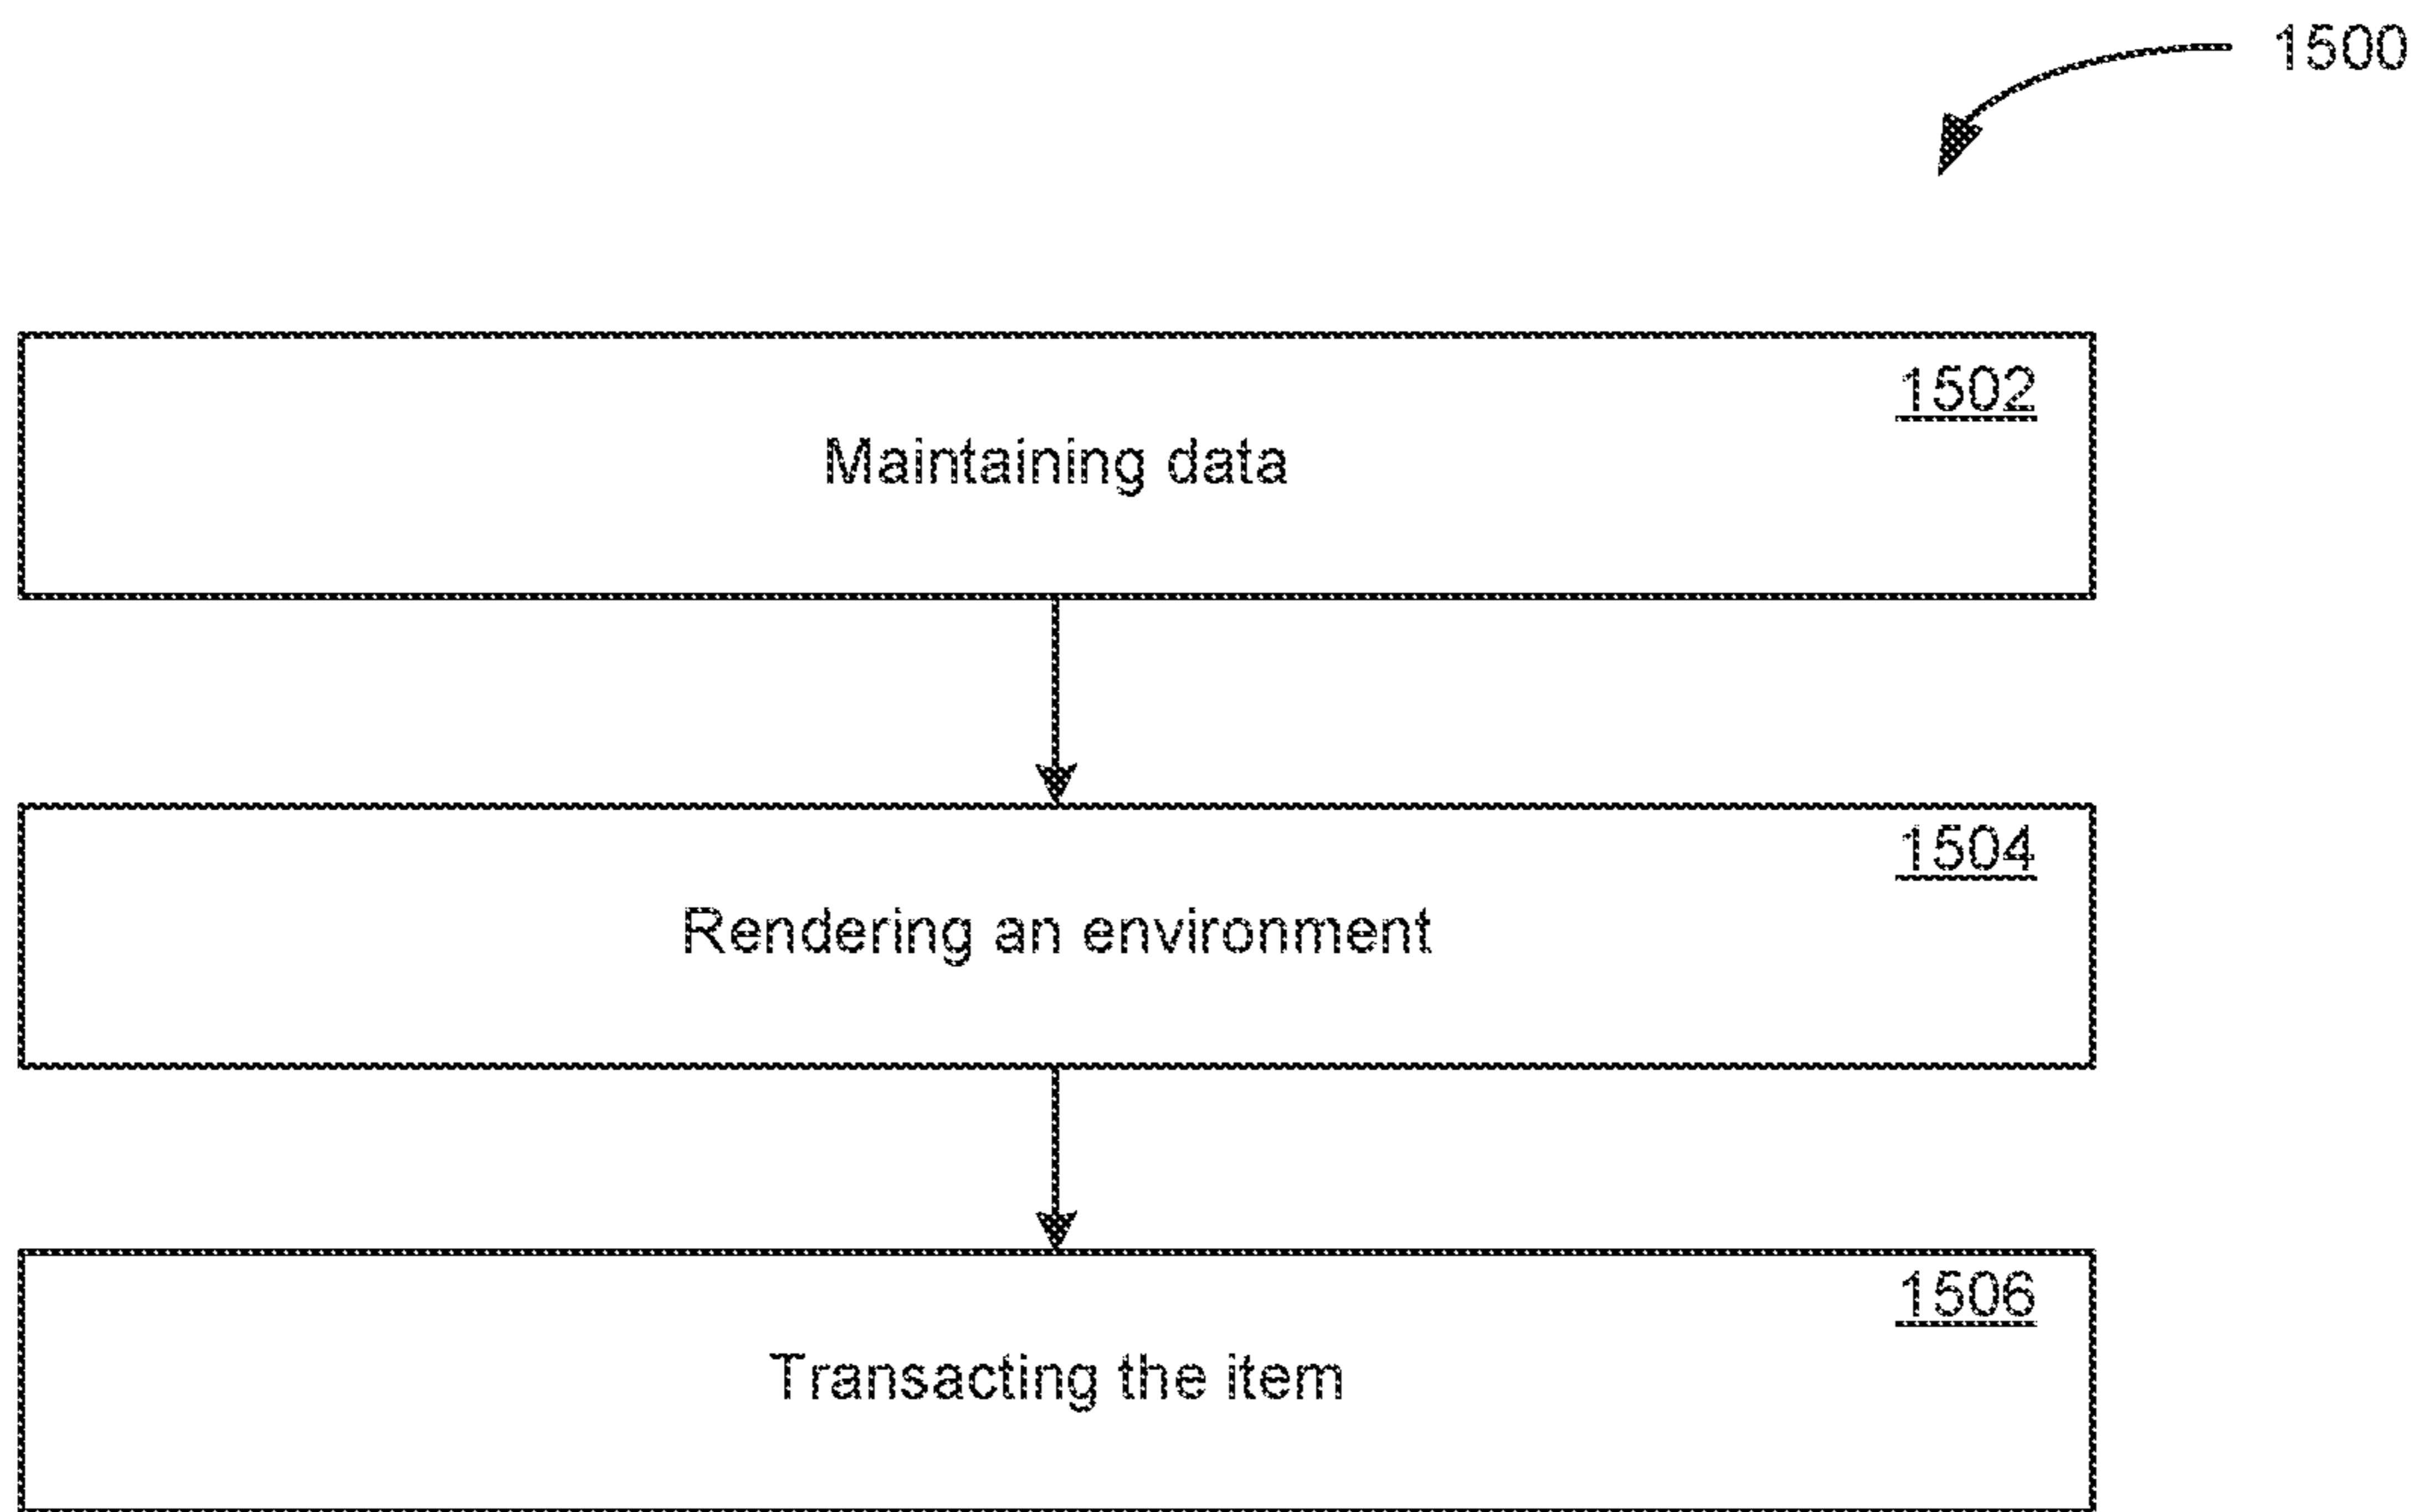 1500
1502
Maintaining data
1504
Rendering an environment
1506
Transacting the item